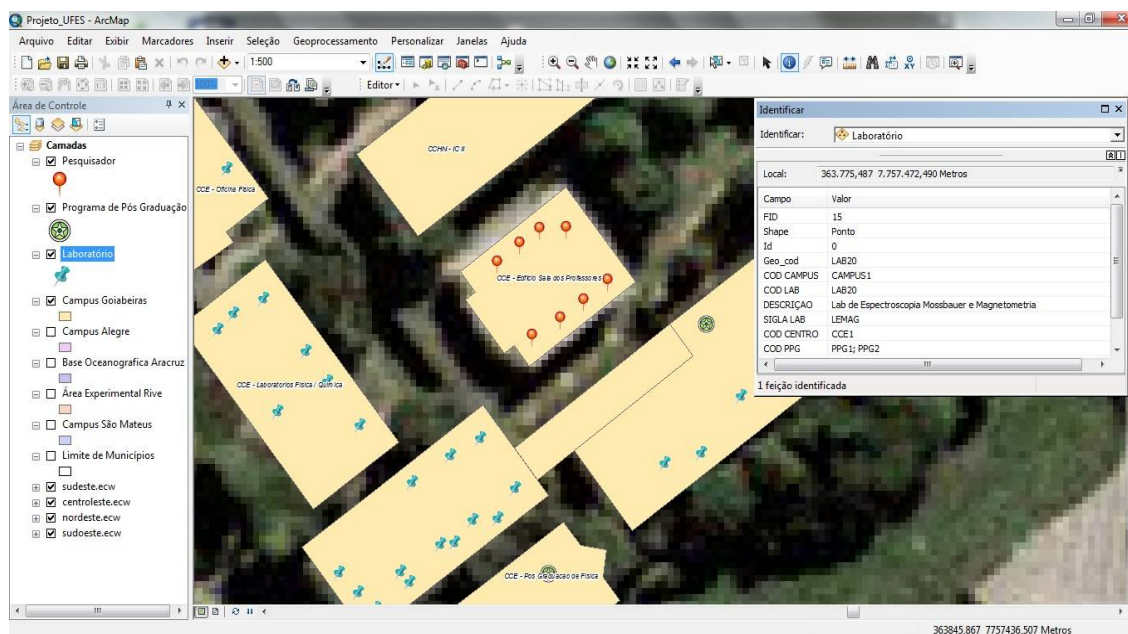 Projeto_UFES - ArcMap
Arquivo Editar Exibir Marcadores Inserir Seleção Geoprocessamento Personalizar Janelas Ajuda
1:500
100%
Editor
Área de Controle
Camadas
Pesquisador
Programa de Pós Graduação
Laboratório
Campus Goiabeiras
Campus Alegre
Base Oceanografica Aracruz
Área Experimental Rive
Campus São Mateus
Limite de Municípios
sudeste.ecw
centroleste.ecw
nordeste.ecw
sudoeste.ecw
CCHN - IC II
CCE - Oficina Física
CCE - Edifício Sala dos Professores
CCE - Laboratorios Física / Química
CCE - Pos Graduacao de Fisica
Identificar
Identificar: Laboratório
Local: 363.775,487 7.757.472,490 Metros
Campo Valor
FID 15
Shape Ponto
Id 0
Geo_cod LAB20
COD CAMPUS CAMPUS1
COD LAB LAB20
DESCRIÇAO Lab de Espectroscopia Mossbauer e Magnetometria
SIGLA LAB LEMAG
COD CENTRO CCE1
COD PPG PPG1; PPG2
1 feição identificada
363845,867 7757436,507 Metros